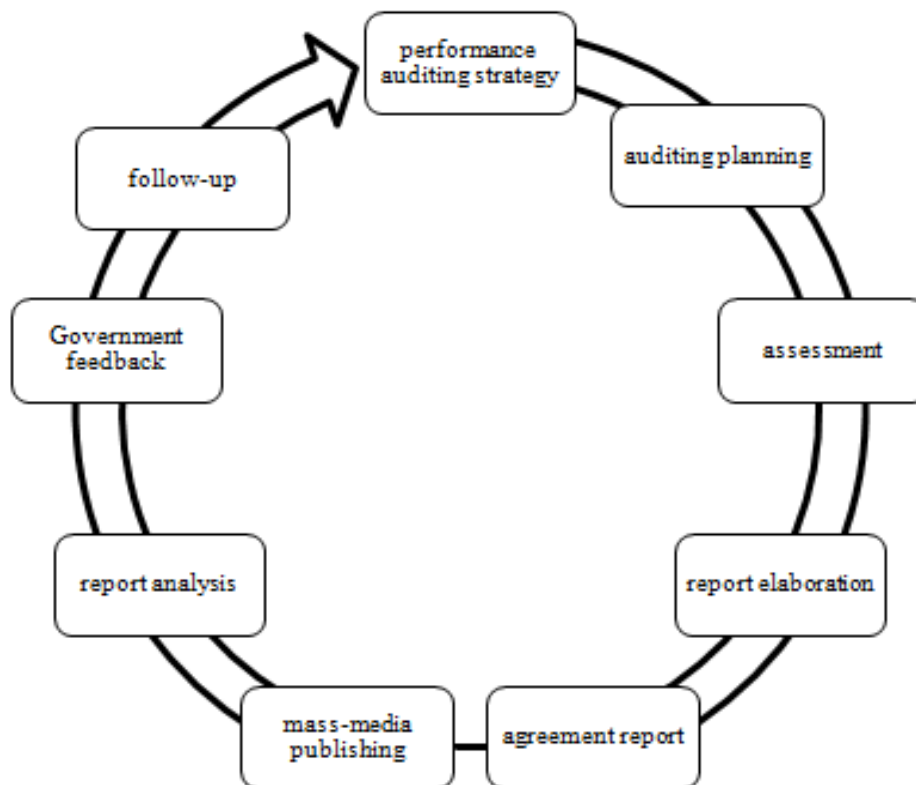 performance
auditing strategy
auditing planning
assessment
report elaboration
agreement report
mass-media
publishing
report analysis
Government
feedback
follow-up